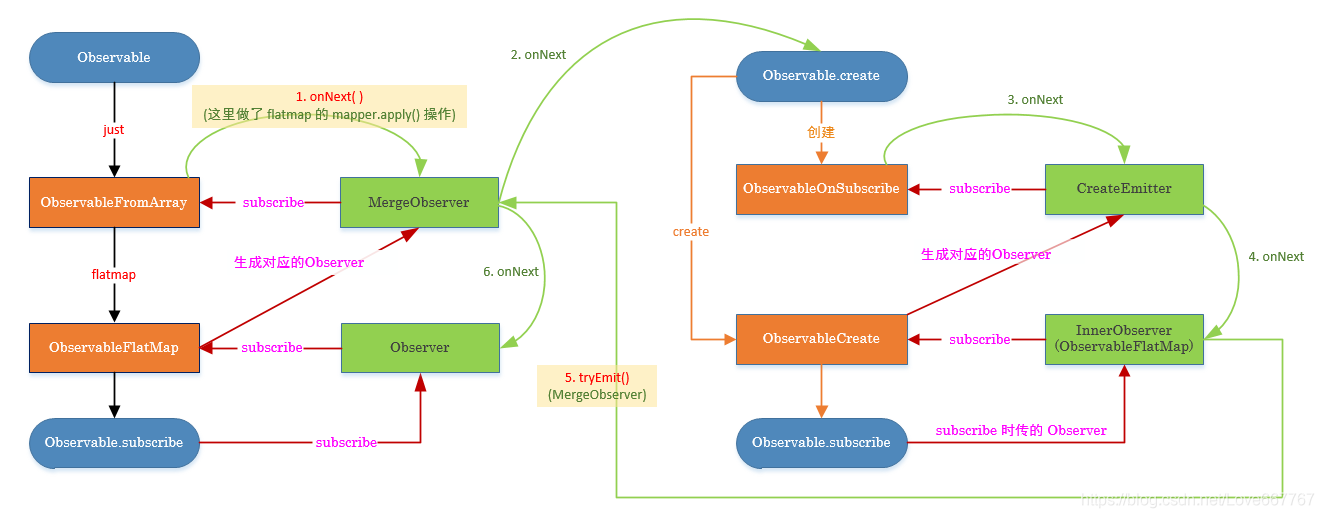 Observable
just
1. onNext( )
(这里做了 flatmap 的 mapper.apply() 操作)
ObservableFromArray
subscribe
MergeObserver
flatmap
生成对应的Observer
6. onNext
ObservableFlatMap
subscribe
Observer
5. tryEmit()
(MergeObserver)
Observable.subscribe
subscribe
2. onNext
Observable.create
创建
3. onNext
ObservableOnSubscribe
subscribe
CreateEmitter
create
生成对应的Observer
4. onNext
ObservableCreate
subscribe
InnerObserver
(ObservableFlatMap)
Observable.subscribe
subscribe 时传的 Observer
https://blog.csdn.net/Love667767